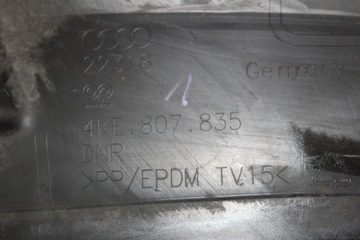 22318
Germany
4KE.807.835
DNR
>PP/EPDM TV15<